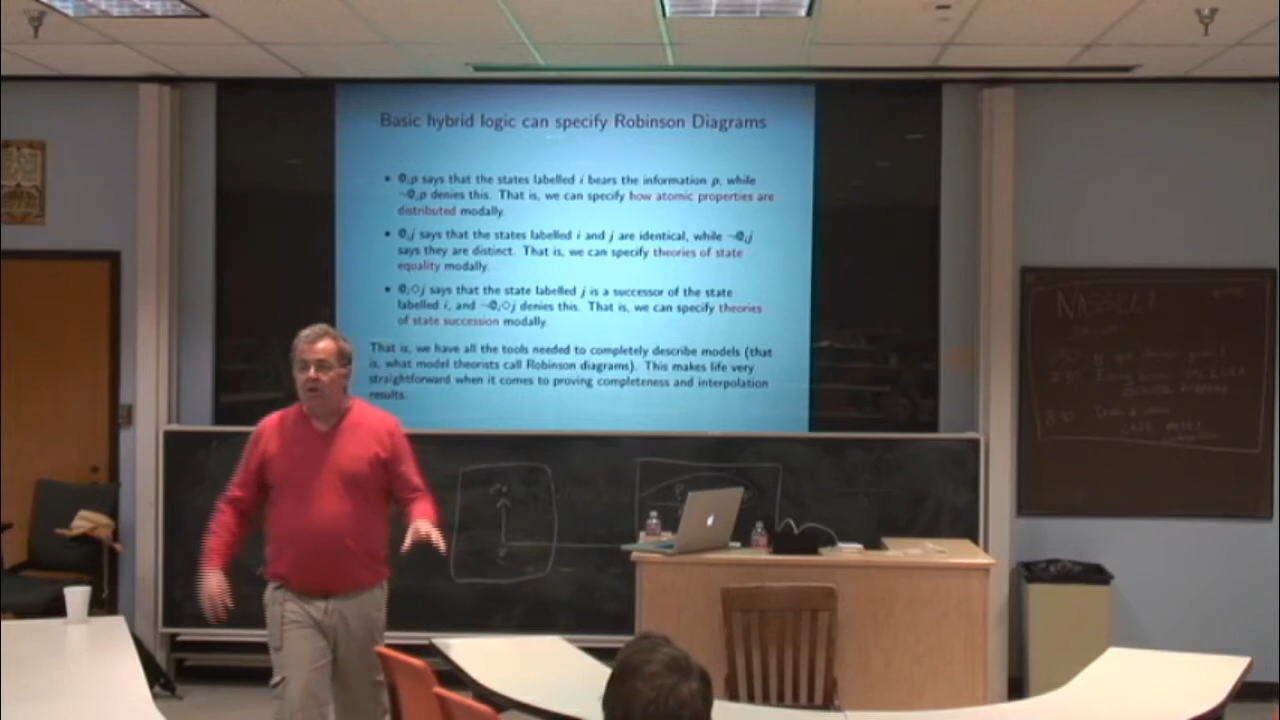 Basic hybrid logic can specify Robinson Diagrams
• @ᵢp says that the states labelled i bears the information p, while
¬@ᵢp denies this. That is, we can specify how atomic properties are
distributed modally.
• @ᵢj says that the states labelled i and j are identical, while ¬@ᵢj
says they are distinct. That is, we can specify theories of state
equality modally.
• @ᵢ◇j says that the state labelled j is a successor of the state
labelled i, and ¬@ᵢ◇j denies this. That is, we can specify theories
of state succession modally.
That is, we have all the tools needed to completely describe models (that
is, what model theorists call Robinson diagrams). This makes life very
straightforward when it comes to proving completeness and interpolation
results.